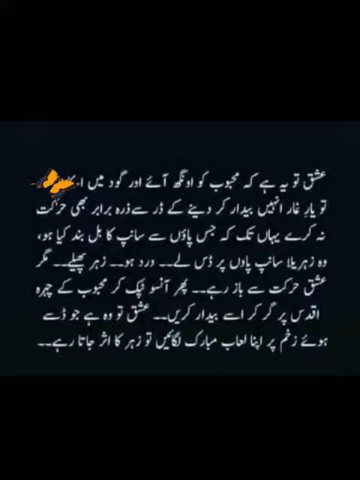 عشق تو یہ ہے کہ محبوب کو اونگھ آئے اور گود میں
تو یارِ غار انہیں بیدار کر دینے کے ڈر سے ذرہ برابر بھی حرکت
نہ کرے یہاں تک کہ جس پاؤں سے سانپ کا بل بند کیا ہو،
وہ زہریلا سانپ پاوں پر ڈس لے۔۔ درد ہو۔۔ زہر پھیلے۔۔ مگر
عشق حرکت سے باز رہے۔۔ پھر آنسو ٹپک کر محبوب کے چہرہ
اقدس پر گر کر اسے بیدار کریں۔۔ عشق تو وہ ہے جو ڈسے
ہوئے زخم پر اپنا لعاب مبارک لگائیں تو زہر کا اثر جاتا رہے۔۔